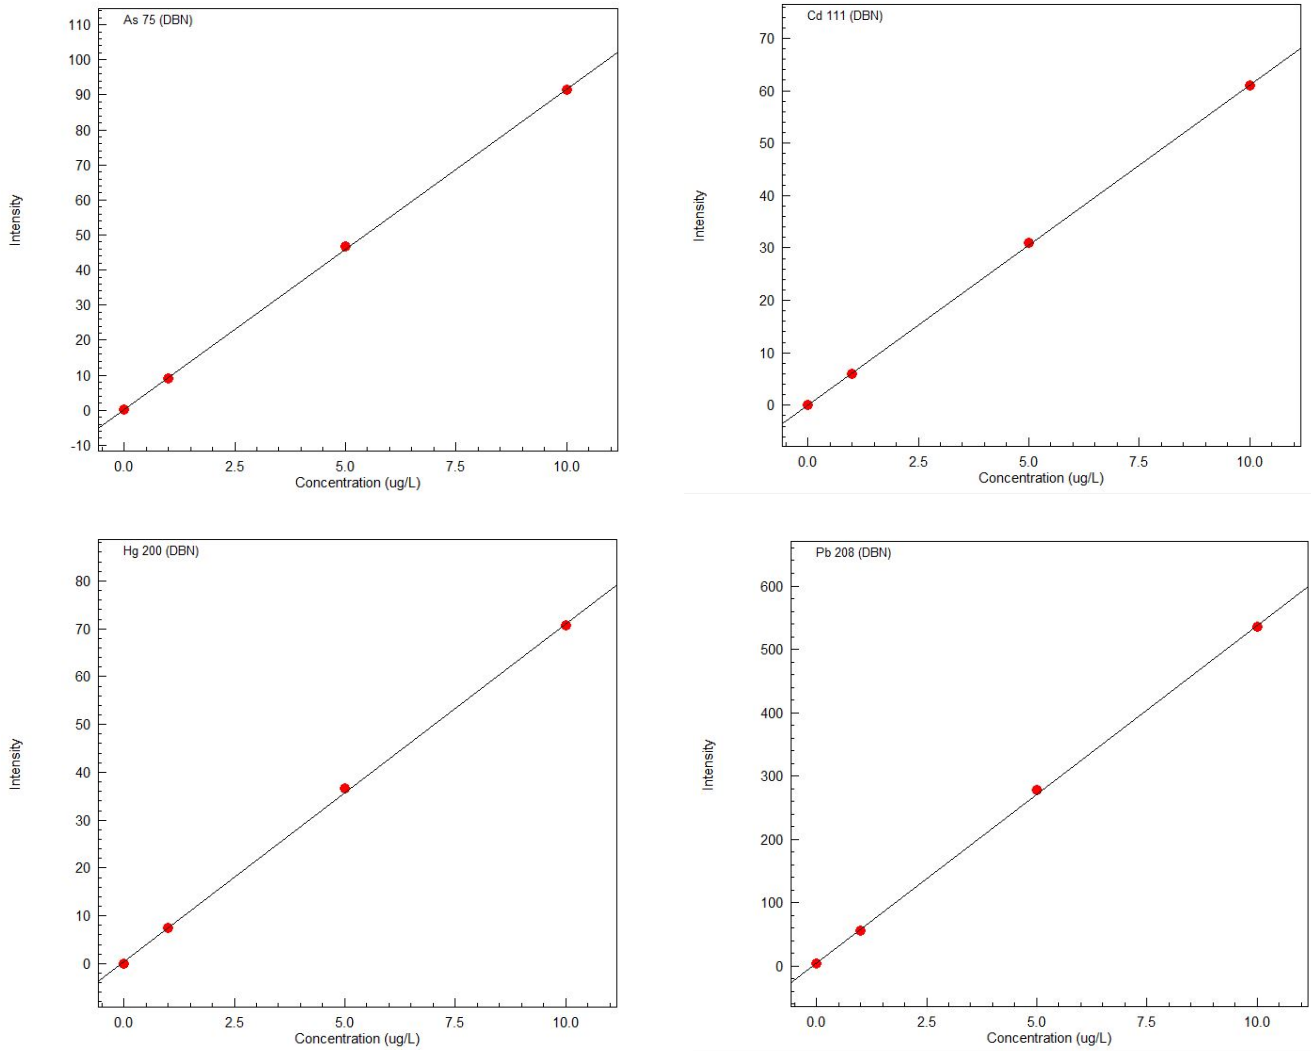 As 75 (DBN)
110
100
90
80
70
60
50
40
30
20
10
0
-10
Intensity
0.0 2.5 5.0 7.5 10.0
Concentration (ug/L)
Cd 111 (DBN)
70
60
50
40
30
20
10
0
Intensity
0.0 2.5 5.0 7.5 10.0
Concentration (ug/L)
Hg 200 (DBN)
80
70
60
50
40
30
20
10
0
Intensity
0.0 2.5 5.0 7.5 10.0
Concentration (ug/L)
Pb 208 (DBN)
600
500
400
300
200
100
0
Intensity
0.0 2.5 5.0 7.5 10.0
Concentration (ug/L)